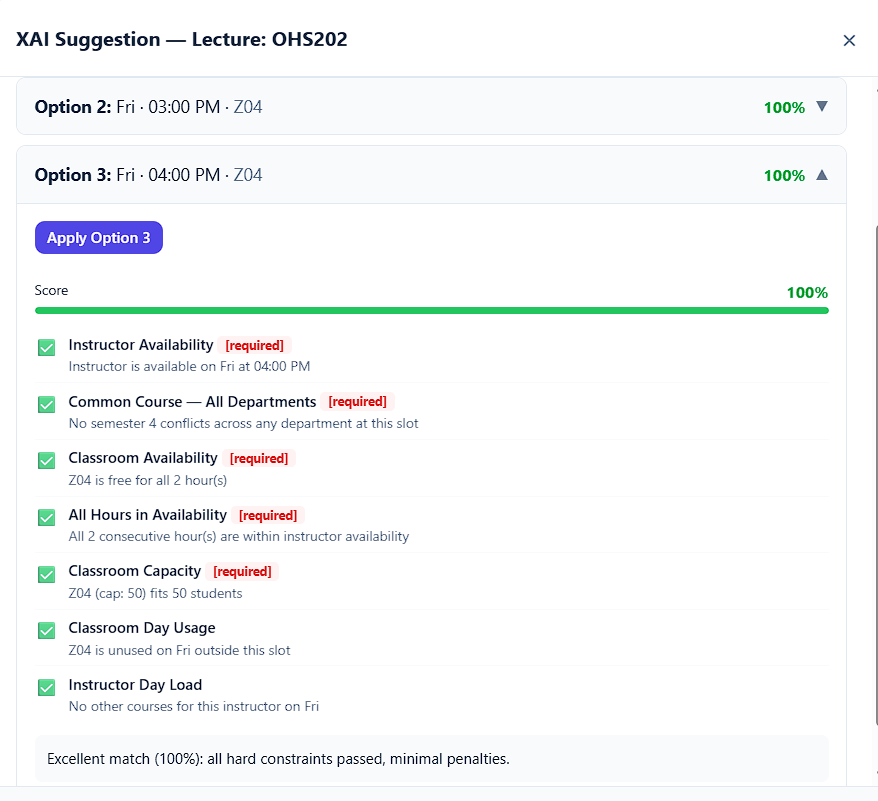 XAI Suggestion — Lecture: OHS202
Option 2: Fri · 03:00 PM · Z04 100%
Option 3: Fri · 04:00 PM · Z04 100%
Apply Option 3
Score 100%
Instructor Availability [required]
Instructor is available on Fri at 04:00 PM
Common Course — All Departments [required]
No semester 4 conflicts across any department at this slot
Classroom Availability [required]
Z04 is free for all 2 hour(s)
All Hours in Availability [required]
All 2 consecutive hour(s) are within instructor availability
Classroom Capacity [required]
Z04 (cap: 50) fits 50 students
Classroom Day Usage
Z04 is unused on Fri outside this slot
Instructor Day Load
No other courses for this instructor on Fri
Excellent match (100%): all hard constraints passed, minimal penalties.